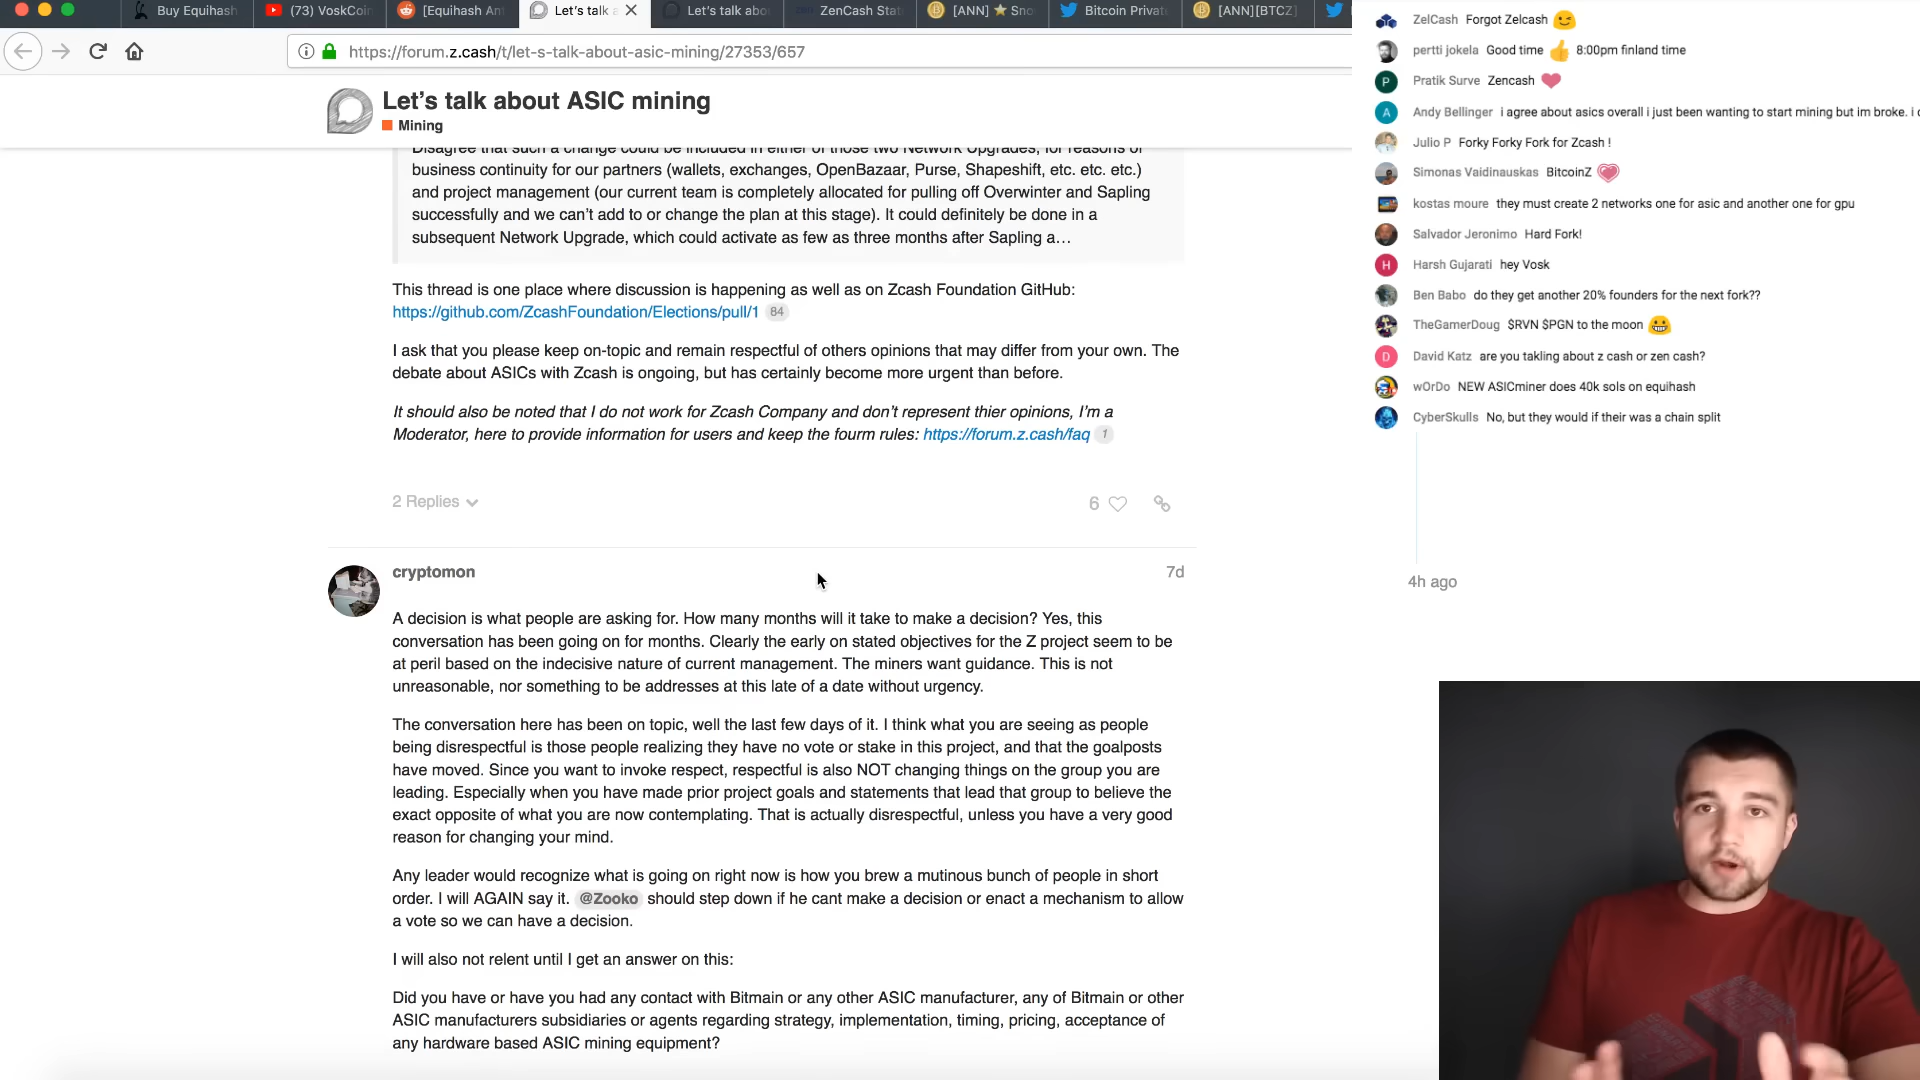 Buy Equihash
(73) VoskCoin
[Equihash An
Let's talk a
Let's talk abo
ZenCash Stat
[ANN] ★ Sno
Bitcoin Privat
[ANN][BTCZ]
https://forum.z.cash/t/let-s-talk-about-asic-mining/27353/657
Let's talk about ASIC mining
Mining
Disagree that such a change could be included in either of those two Network Upgrades, for reasons of
business continuity for our partners (wallets, exchanges, OpenBazaar, Purse, Shapeshift, etc. etc. etc.)
and project management (our current team is completely allocated for pulling off Overwinter and Sapling
successfully and we can't add to or change the plan at this stage). It could definitely be done in a
subsequent Network Upgrade, which could activate as few as three months after Sapling a…
This thread is one place where discussion is happening as well as on Zcash Foundation GitHub:
https://github.com/ZcashFoundation/Elections/pull/1 84
I ask that you please keep on-topic and remain respectful of others opinions that may differ from your own. The
debate about ASICs with Zcash is ongoing, but has certainly become more urgent than before.
It should also be noted that I do not work for Zcash Company and don't represent thier opinions, I'm a
Moderator, here to provide information for users and keep the fourm rules: https://forum.z.cash/faq 1
2 Replies
6
cryptomon
7d
A decision is what people are asking for. How many months will it take to make a decision? Yes, this
conversation has been going on for months. Clearly the early on stated objectives for the Z project seem to be
at peril based on the indecisive nature of current management. The miners want guidance. This is not
unreasonable, nor something to be addresses at this late of a date without urgency.
The conversation here has been on topic, well the last few days of it. I think what you are seeing as people
being disrespectful is those people realizing they have no vote or stake in this project, and that the goalposts
have moved. Since you want to invoke respect, respectful is also NOT changing things on the group you are
leading. Especially when you have made prior project goals and statements that lead that group to believe the
exact opposite of what you are now contemplating. That is actually disrespectful, unless you have a very good
reason for changing your mind.
Any leader would recognize what is going on right now is how you brew a mutinous bunch of people in short
order. I will AGAIN say it. @Zooko should step down if he cant make a decision or enact a mechanism to allow
a vote so we can have a decision.
I will also not relent until I get an answer on this:
Did you have or have you had any contact with Bitmain or any other ASIC manufacturer, any of Bitmain or other
ASIC manufacturers subsidiaries or agents regarding strategy, implementation, timing, pricing, acceptance of
any hardware based ASIC mining equipment?
ZelCash Forgot Zelcash
pertti jokela Good time 8:00pm finland time
P
Pratik Surve Zencash
A
Andy Bellinger i agree about asics overall i just been wanting to start mining but im broke. i
Julio P Forky Forky Fork for Zcash !
Simonas Vaidinauskas BitcoinZ
kostas moure they must create 2 networks one for asic and another one for gpu
Salvador Jeronimo Hard Fork!
H
Harsh Gujarati hey Vosk
Ben Babo do they get another 20% founders for the next fork??
TheGamerDoug $RVN $PGN to the moon
D
David Katz are you takling about z cash or zen cash?
wOrDo NEW ASICminer does 40k sols on equihash
CyberSkulls No, but they would if their was a chain split
4h ago